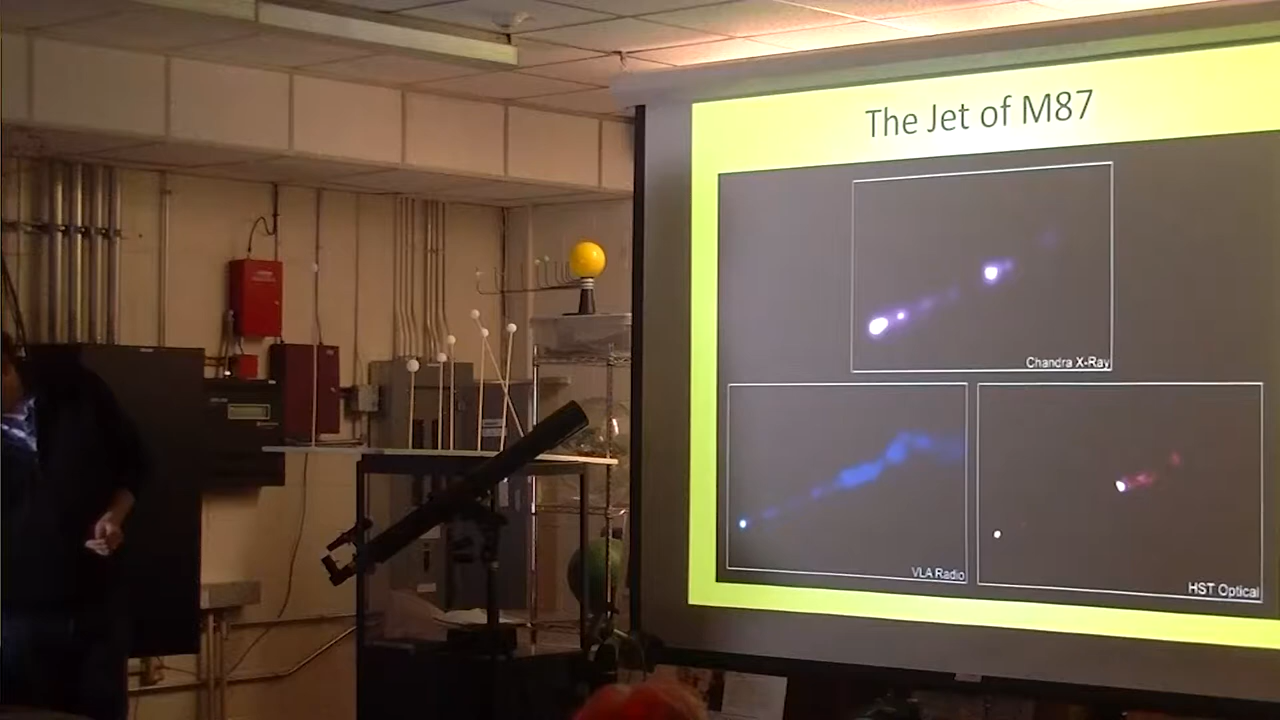 The Jet of M87
Chandra X-Ray
VLA Radio
HST Optical